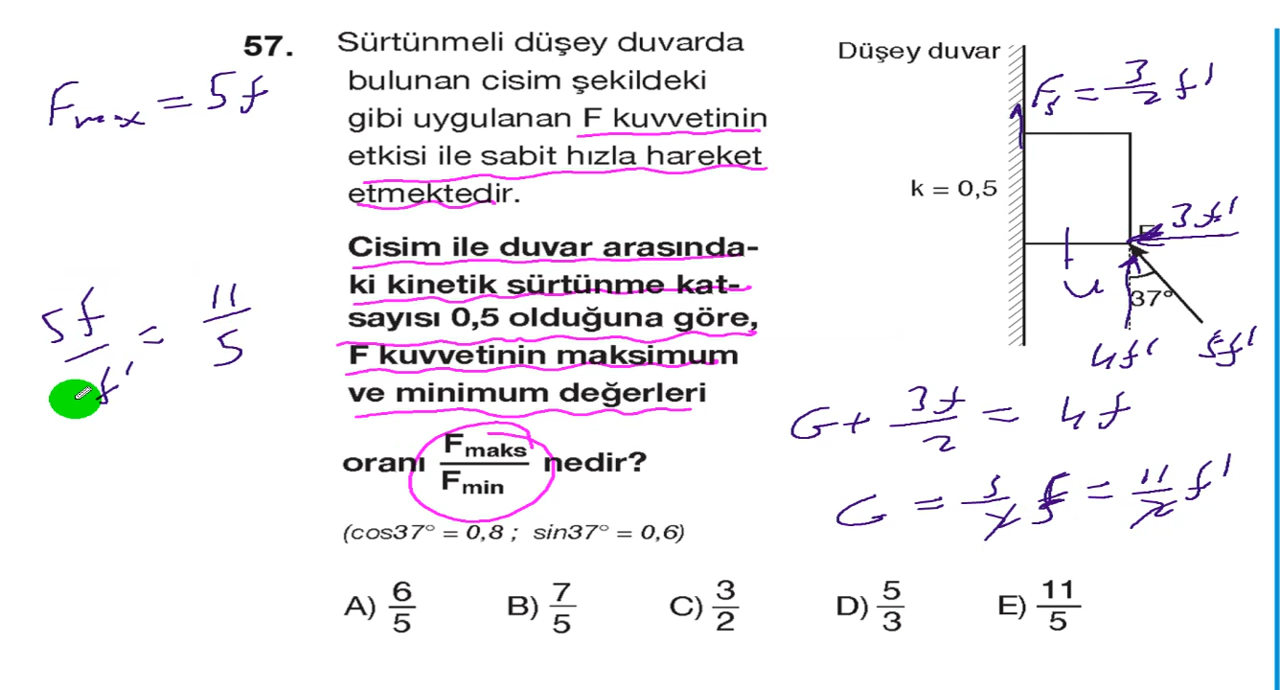 57. Sürtünmeli düşey duvarda
bulunan cisim şekildeki
gibi uygulanan F kuvvetinin
etkisi ile sabit hızla hareket
etmektedir.
Cisim ile duvar arasında-
ki kinetik sürtünme kat-
sayısı 0,5 olduğuna göre,
F kuvvetinin maksimum
ve minimum değerleri
oranı Fmaks/Fmin nedir?
(cos37° = 0,8 ; sin37° = 0,6)
A) 6/5 B) 7/5 C) 3/2 D) 5/3 E) 11/5
Düşey duvar
k = 0,5
37°
Fmax = 5f
5f/f' = 11/5
Fs = 3/2 f'
3f'
4f' 5f'
G + 3f/2 = 4f
G = 5/2 f = 11/2 f'